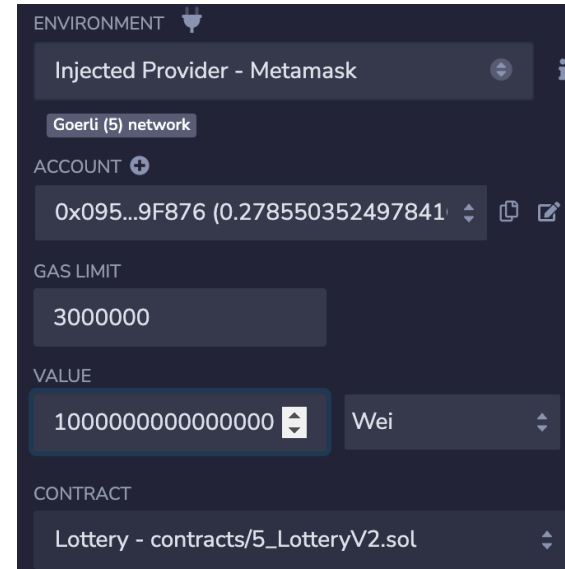 ENVIRONMENT
Injected Provider - Metamask
Goerli (5) network
ACCOUNT
0x095...9F876 (0.278550352497841
GAS LIMIT
3000000
VALUE
1000000000000000 Wei
CONTRACT
Lottery - contracts/5_LotteryV2.sol